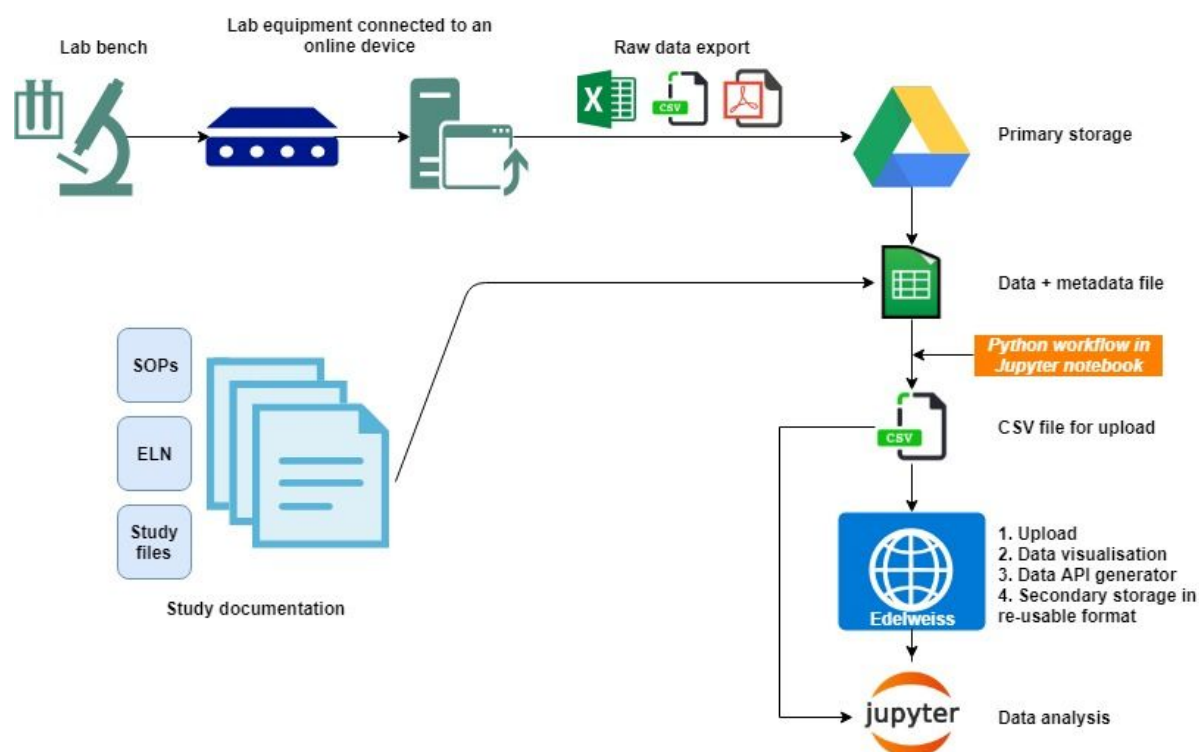 Lab bench
Lab equipment connected to an
online device
Raw data export
X
CSV
Primary storage
Data + metadata file
Python workflow in
Jupyter notebook
SOPs
ELN
Study
files
Study documentation
CSV
CSV file for upload
Edelweiss
1. Upload
2. Data visualisation
3. Data API generator
4. Secondary storage in
re-usable format
jupyter
Data analysis